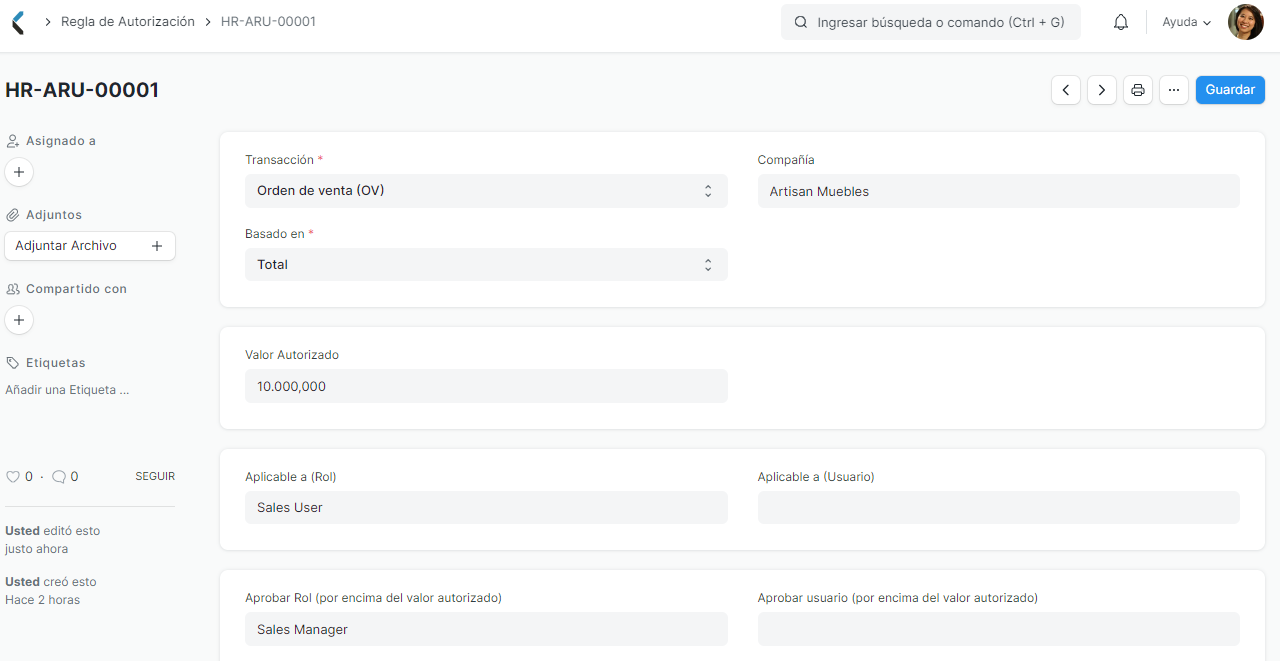 Regla de Autorización
HR-ARU-00001
Ingresar búsqueda o comando (Ctrl + G)
Ayuda
HR-ARU-00001
Guardar
Asignado a
Adjuntos
Adjuntar Archivo
Compartido con
Etiquetas
Añadir una Etiqueta ...
0 · 0 SEGUIR
Usted editó esto
justo ahora
Usted creó esto
Hace 2 horas
Transacción *
Orden de venta (OV)
Compañía
Artisan Muebles
Basado en *
Total
Valor Autorizado
10.000,000
Aplicable a (Rol)
Sales User
Aplicable a (Usuario)
Aprobar Rol (por encima del valor autorizado)
Sales Manager
Aprobar usuario (por encima del valor autorizado)